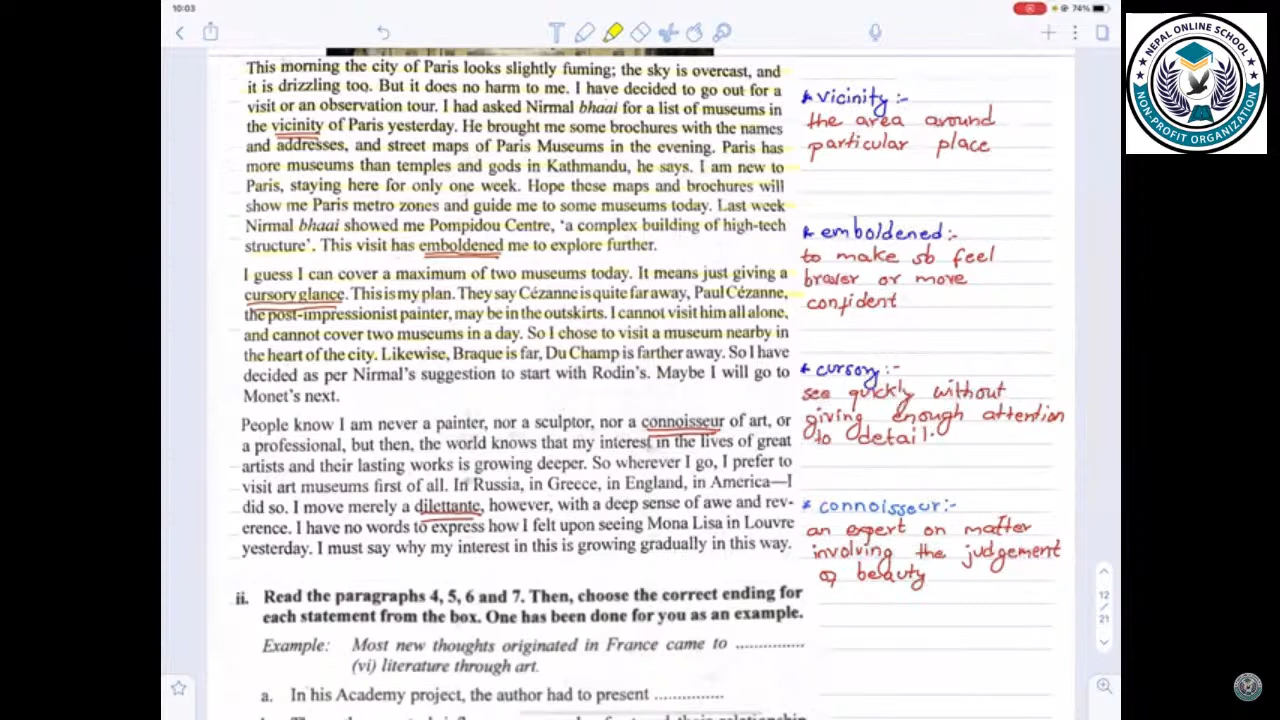 10:03
74%
This morning the city of Paris looks slightly fuming; the sky is overcast, and
it is drizzling too. But it does no harm to me. I have decided to go out for a
visit or an observation tour. I had asked Nirmal bhaai for a list of museums in
the vicinity of Paris yesterday. He brought me some brochures with the names
and addresses, and street maps of Paris Museums in the evening. Paris has
more museums than temples and gods in Kathmandu, he says. I am new to
Paris, staying here for only one week. Hope these maps and brochures will
show me Paris metro zones and guide me to some museums today. Last week
Nirmal bhaai showed me Pompidou Centre, ‘a complex building of high-tech
structure’. This visit has emboldened me to explore further.
I guess I can cover a maximum of two museums today. It means just giving a
cursory glance. This is my plan. They say Cézanne is quite far away, Paul Cézanne,
the post-impressionist painter, may be in the outskirts. I cannot visit him all alone,
and cannot cover two museums in a day. So I chose to visit a museum nearby in
the heart of the city. Likewise, Braque is far, Du Champ is farther away. So I have
decided as per Nirmal’s suggestion to start with Rodin’s. Maybe I will go to
Monet’s next.
People know I am never a painter, nor a sculptor, nor a connoisseur of art, or
a professional, but then, the world knows that my interest in the lives of great
artists and their lasting works is growing deeper. So wherever I go, I prefer to
visit art museums first of all. In Russia, in Greece, in England, in America—I
did so. I move merely a dilettante, however, with a deep sense of awe and rev-
erence. I have no words to express how I felt upon seeing Mona Lisa in Louvre
yesterday. I must say why my interest in this is growing gradually in this way.
ii. Read the paragraphs 4, 5, 6 and 7. Then, choose the correct ending for
each statement from the box. One has been done for you as an example.
Example: Most new thoughts originated in France came to ..............
(vi) literature through art.
a. In his Academy project, the author had to present ..............
* vicinity :-
the area around
particular place
* emboldened :-
to make sb feel
braver or more
confident
* cursory :-
see quickly without
giving enough attention
to detail.
* connoisseur :-
an expert on matter
involving the judgement
of beauty
12
/
21
NEPAL ONLINE SCHOOL
NON-PROFIT ORGANIZATION